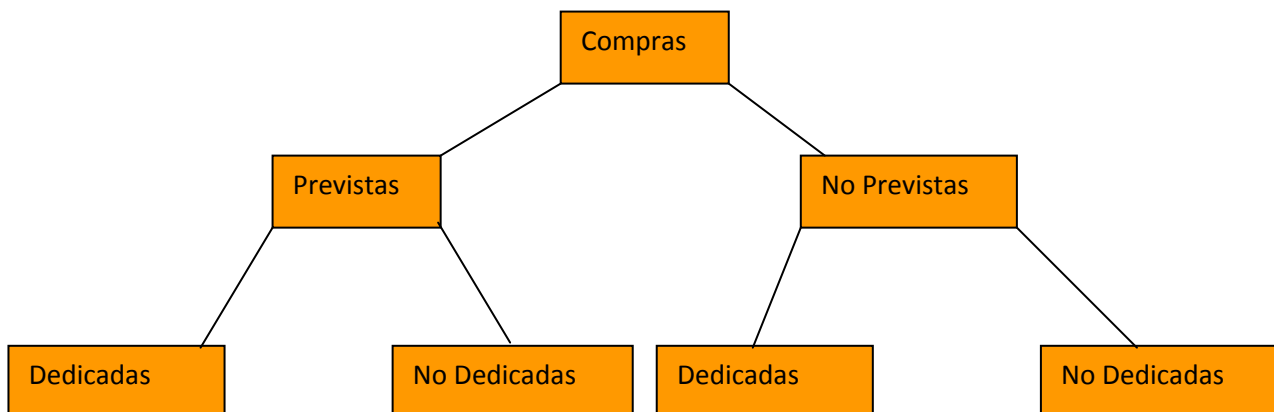 Compras
Previstas
No Previstas
Dedicadas
No Dedicadas
Dedicadas
No Dedicadas